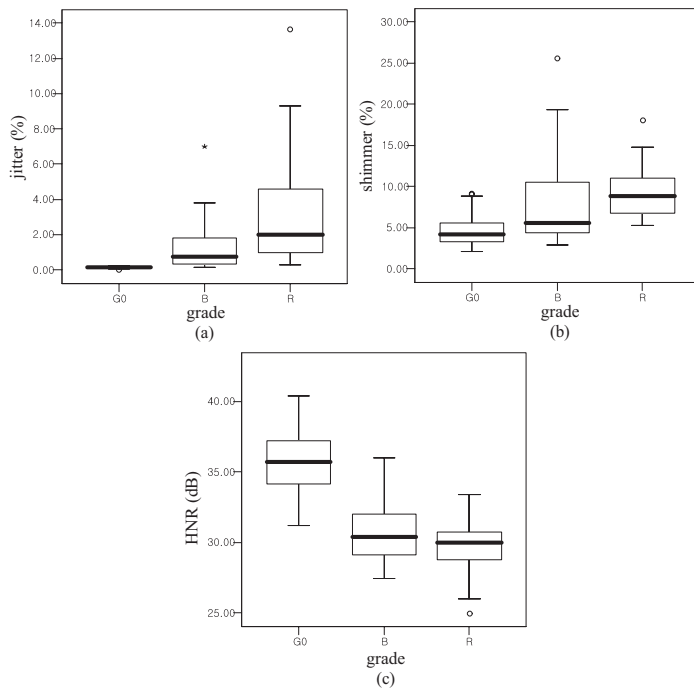 14.00
12.00
10.00
8.00
6.00
4.00
2.00
0.00
jitter (%)
G0 B R
grade
(a)
30.00
25.00
20.00
15.00
10.00
5.00
0.00
shimmer (%)
G0 B R
grade
(b)
40.00
35.00
30.00
25.00
HNR (dB)
G0 B R
grade
(c)